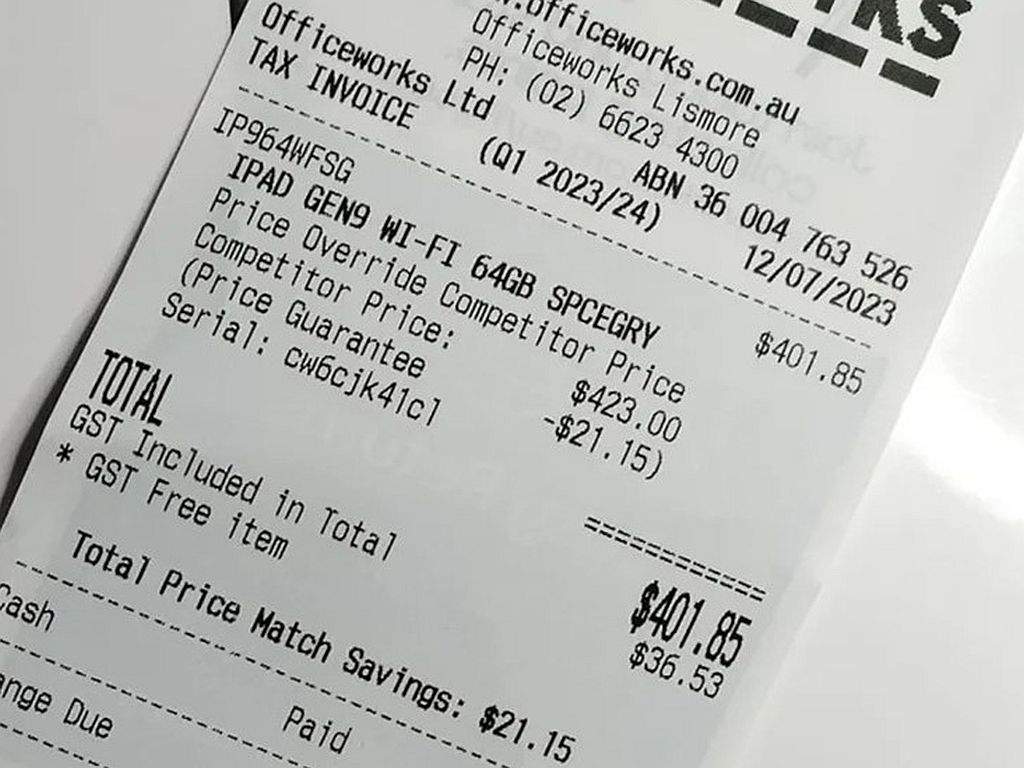 officeworks.com.au
Officeworks Lismore
PH: (02) 6623 4300
Officeworks Ltd ABN 36 004 763 526
TAX INVOICE (Q1 2023/24) 12/07/2023
IP964WFSG $401.85
IPAD GEN9 WI-FI 64GB SPCEGRY
Price Override Competitor Price
Competitor Price: $423.00
(Price Guarantee -$21.15)
Serial: cw6cjk41cl
TOTAL $401.85
GST Included in Total $36.53
* GST Free item
Total Price Match Savings: $21.15
Cash Paid
ange Due